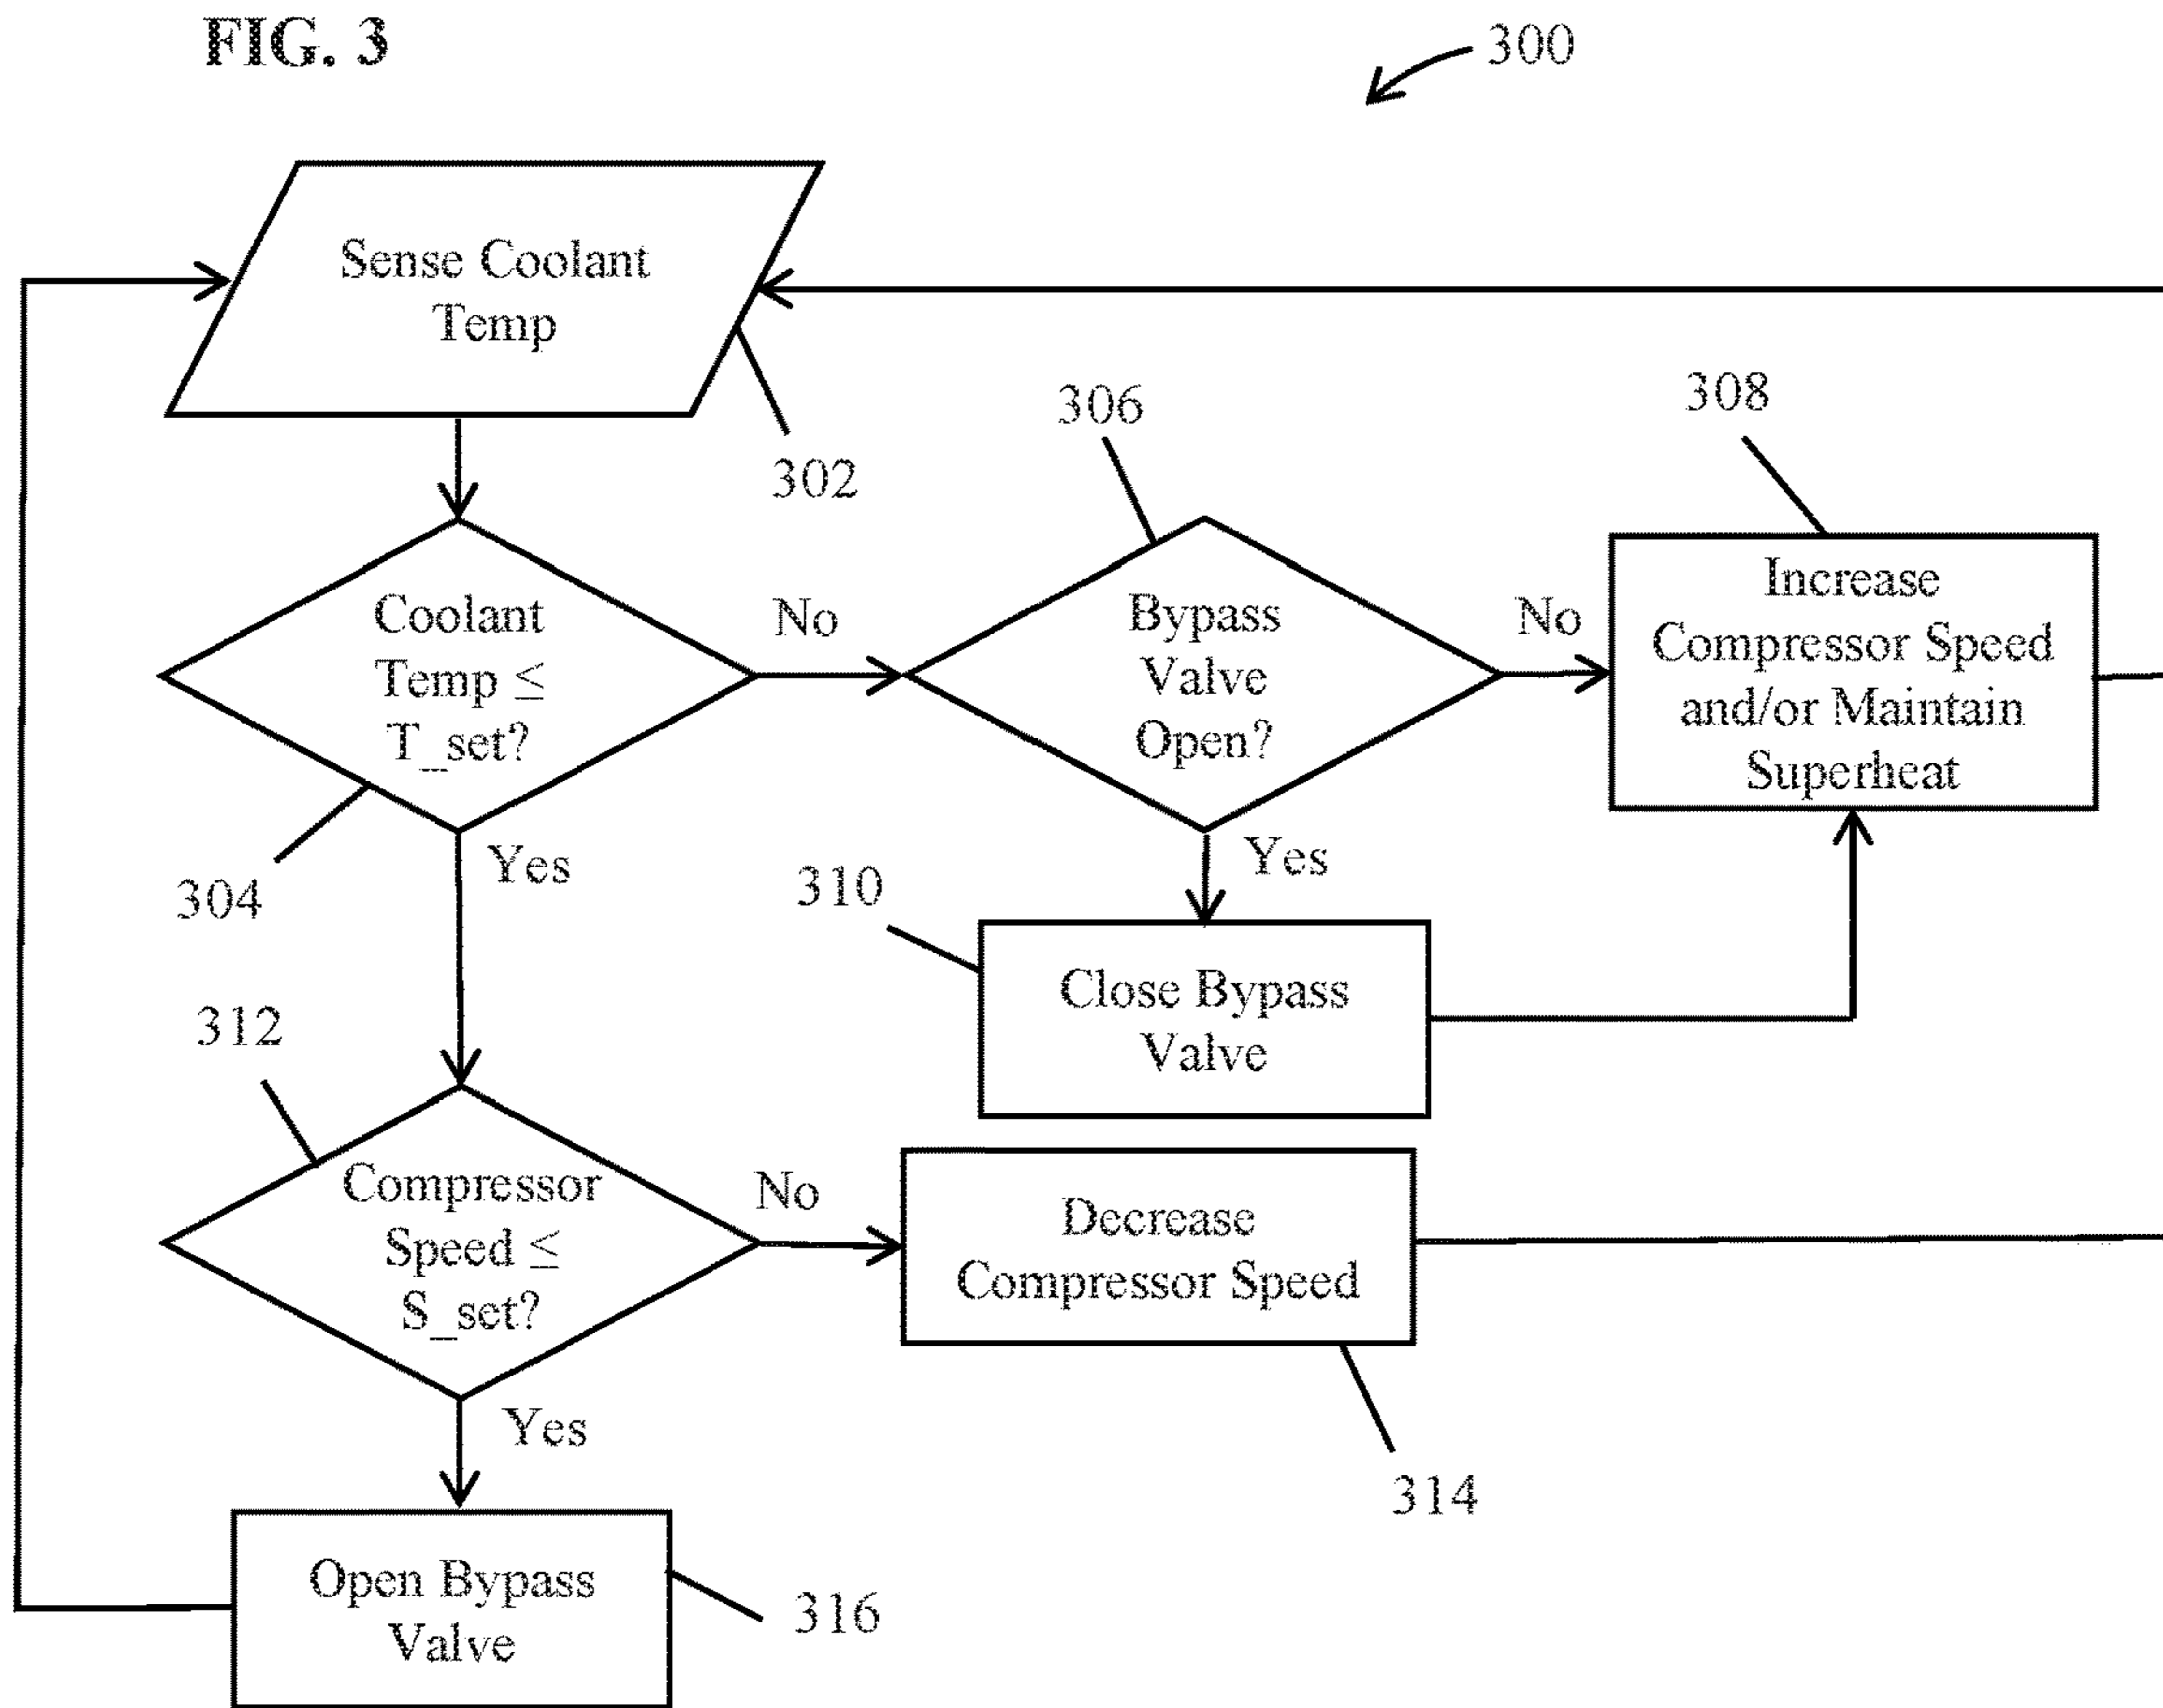 FIG. 3
300
Sense Coolant
Temp
302
306
308
Coolant
Temp ≤
T_set?
No
Bypass
Valve
Open?
No
Increase
Compressor Speed
and/or Maintain
Superheat
304
Yes
Yes
310
Close Bypass
Valve
312
Compressor
Speed ≤
S_set?
No
Decrease
Compressor Speed
Yes
314
Open Bypass
Valve
316